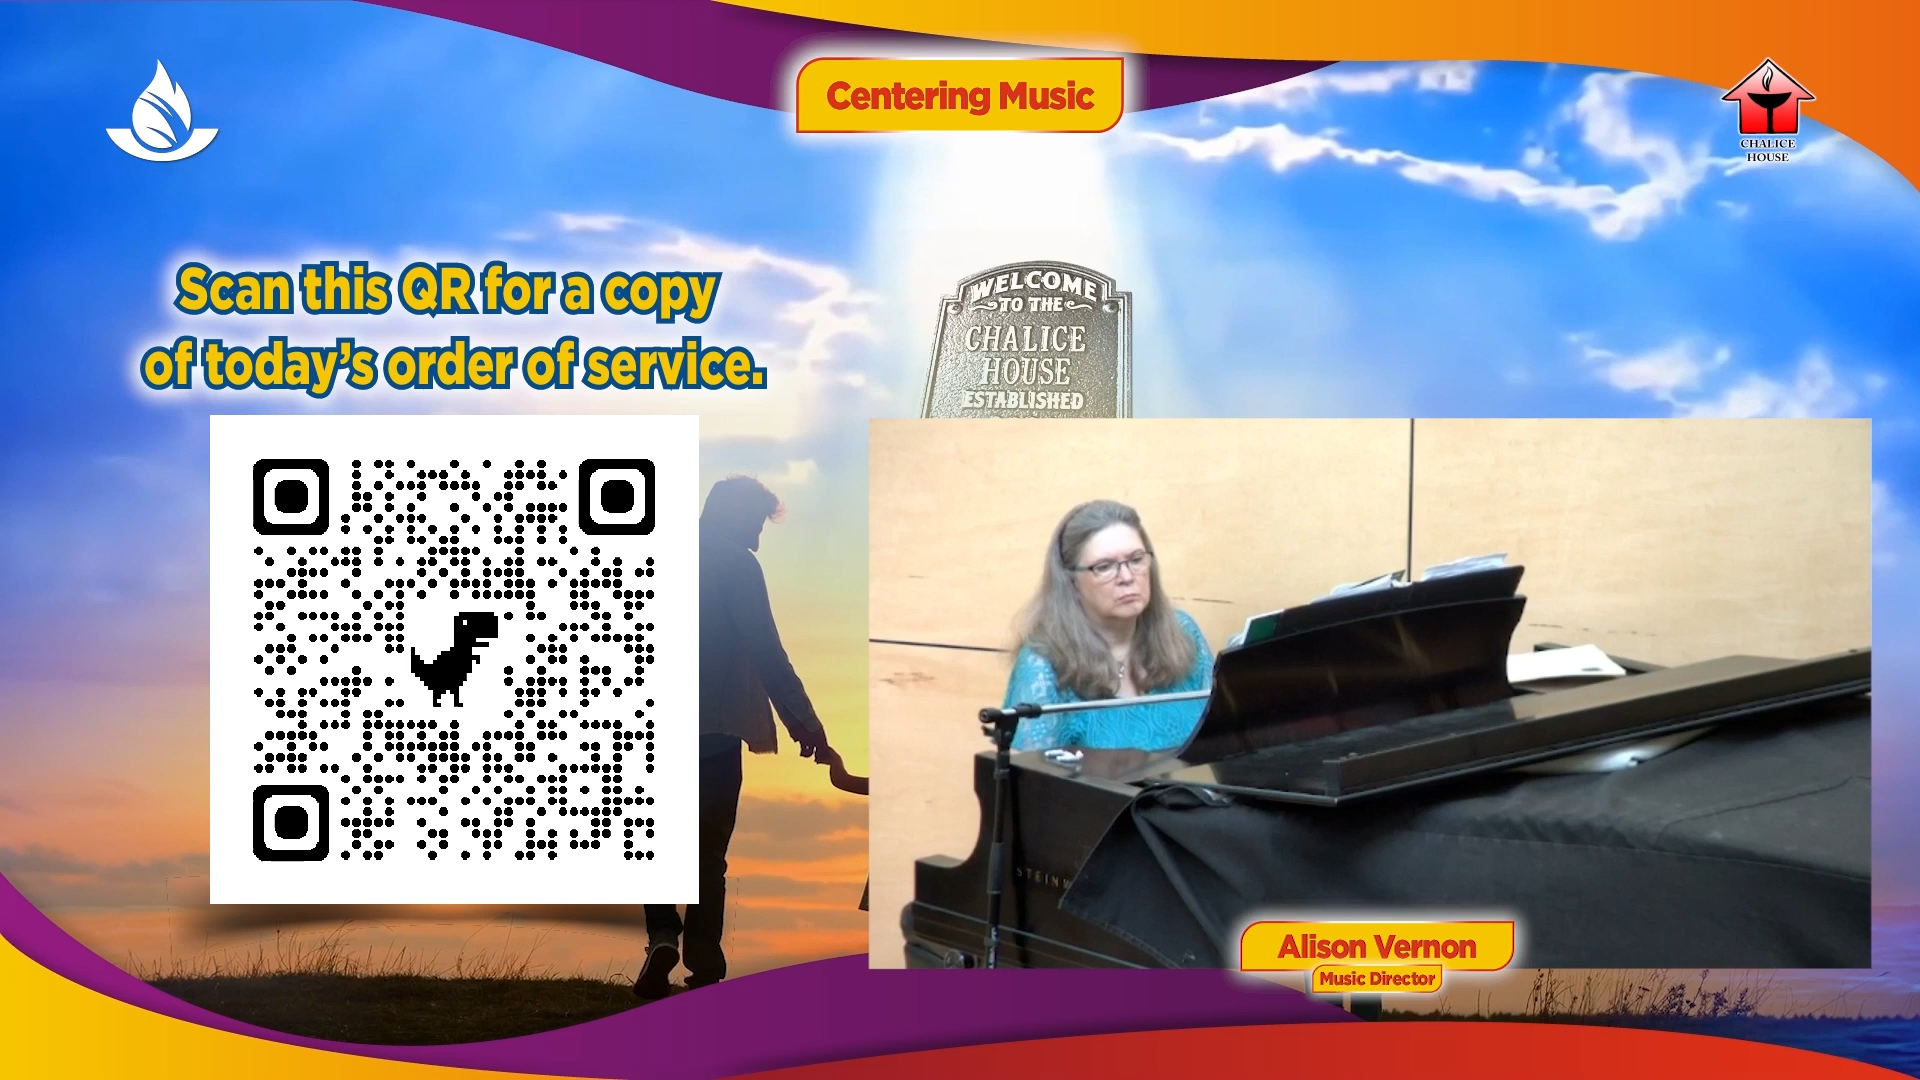 Centering Music
CHALICE
HOUSE
Scan this QR for a copy
of today's order of service.
WELCOME
TO THE
CHALICE
HOUSE
ESTABLISHED
STEINW
Alison Vernon
Music Director